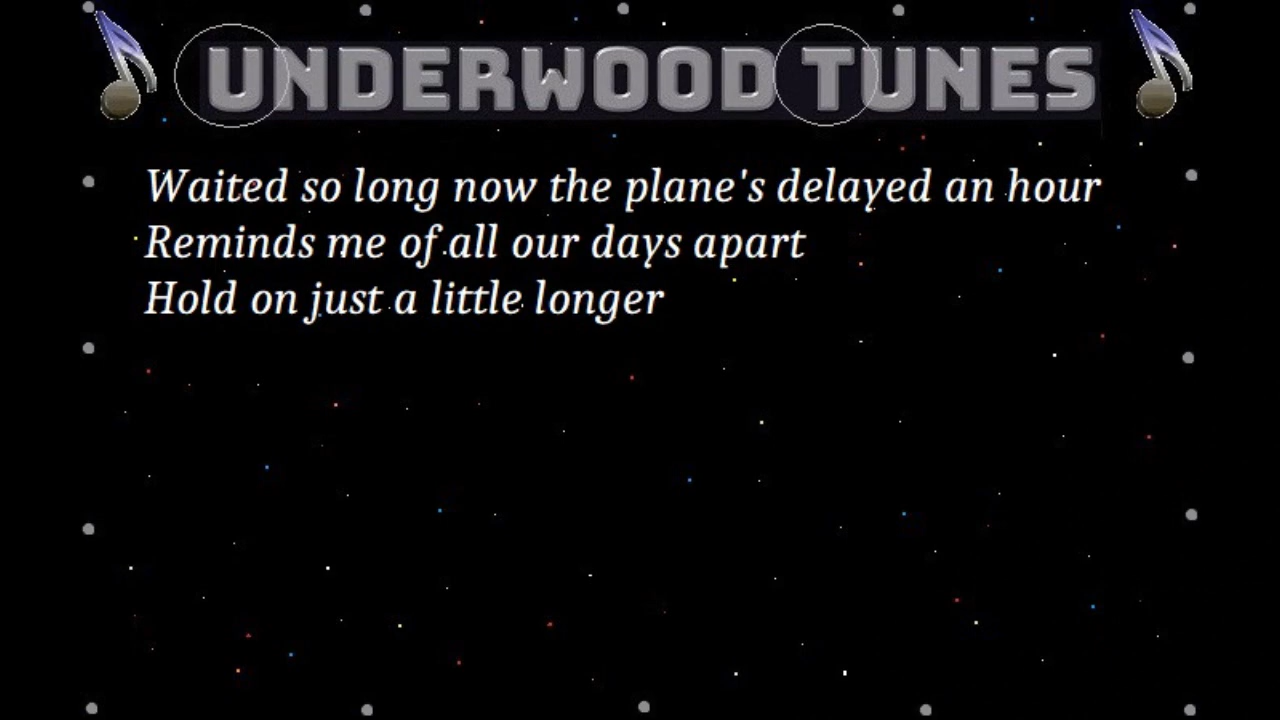 UNDERWOOD TUNES
Waited so long now the plane's delayed an hour
Reminds me of all our days apart
Hold on just a little longer